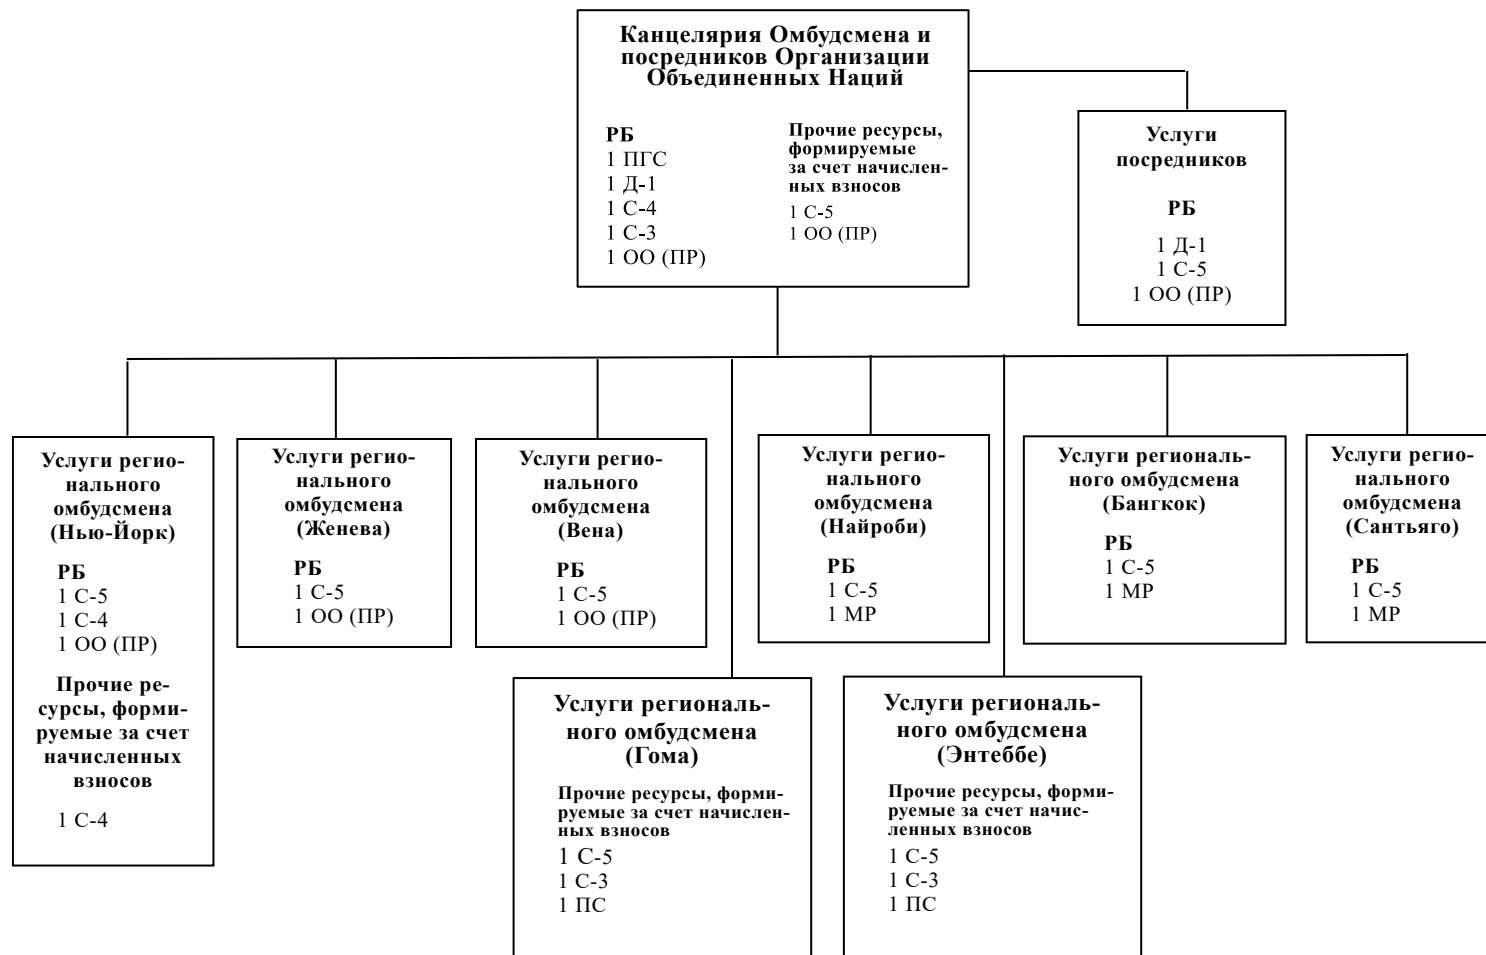 Канцелярия Омбудсмена и
посредников Организации
Объединенных Наций
РБ
1 ПГС
1 Д-1
1 С-4
1 С-3
1 ОО (ПР)
Прочие ресурсы,
формируемые
за счет начислен-
ных взносов
1 С-5
1 ОО (ПР)
Услуги
посредников
РБ
1 Д-1
1 С-5
1 ОО (ПР)
Услуги регио-
нального
омбудсмена
(Нью-Йорк)
РБ
1 С-5
1 С-4
1 ОО (ПР)
Прочие ре-
сурсы, форми-
руемые за счет
начисленных
взносов
1 С-4
Услуги регио-
нального
омбудсмена
(Женева)
РБ
1 С-5
1 ОО (ПР)
Услуги регио-
нального
омбудсмена
(Вена)
РБ
1 С-5
1 ОО (ПР)
Услуги регио-
нального
омбудсмена
(Найроби)
РБ
1 С-5
1 МР
Услуги региональ-
ного омбудсмена
(Бангкок)
РБ
1 С-5
1 МР
Услуги регио-
нального
омбудсмена
(Сантьяго)
РБ
1 С-5
1 МР
Услуги региональ-
ного омбудсмена
(Гома)
Прочие ресурсы, форми-
руемые за счет начислен-
ных взносов
1 С-5
1 С-3
1 ПС
Услуги региональ-
ного омбудсмена
(Энтеббе)
Прочие ресурсы, форми-
руемые за счет начис-
ленных взносов
1 С-5
1 С-3
1 ПС